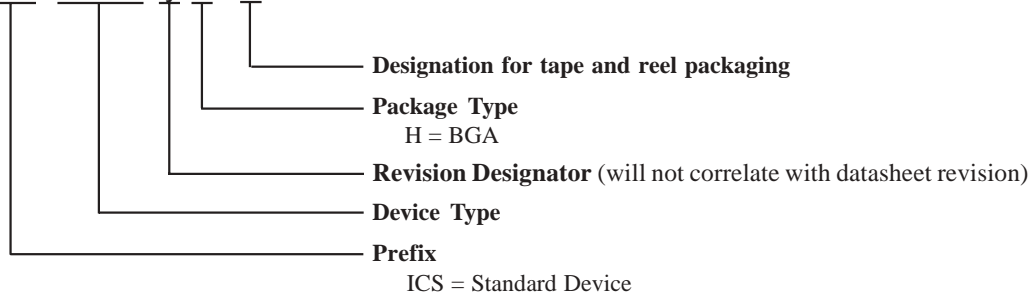 Designation for tape and reel packaging
Package Type
H = BGA
Revision Designator (will not correlate with datasheet revision)
Device Type
Prefix
ICS = Standard Device